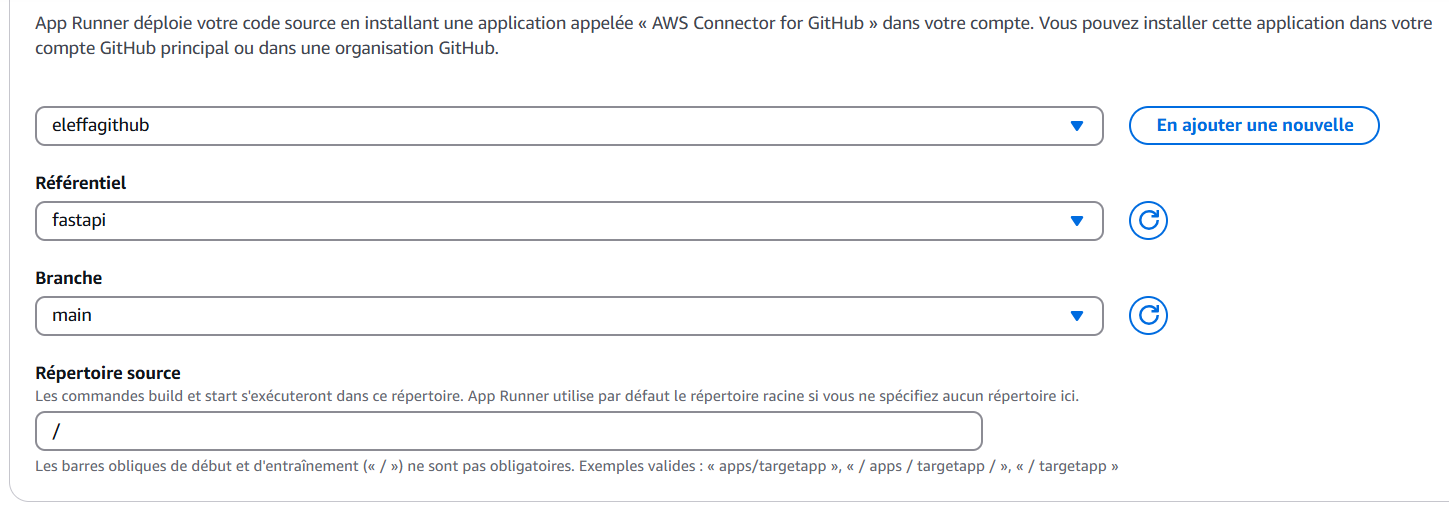 App Runner déploie votre code source en installant une application appelée « AWS Connector for GitHub » dans votre compte. Vous pouvez installer cette application dans votre
compte GitHub principal ou dans une organisation GitHub.
eleffagithub
En ajouter une nouvelle
Référentiel
fastapi
Branche
main
Répertoire source
Les commandes build et start s'exécuteront dans ce répertoire. App Runner utilise par défaut le répertoire racine si vous ne spécifiez aucun répertoire ici.
/
Les barres obliques de début et d'entraînement (« / ») ne sont pas obligatoires. Exemples valides : « apps/targetapp », « / apps / targetapp / », « / targetapp »